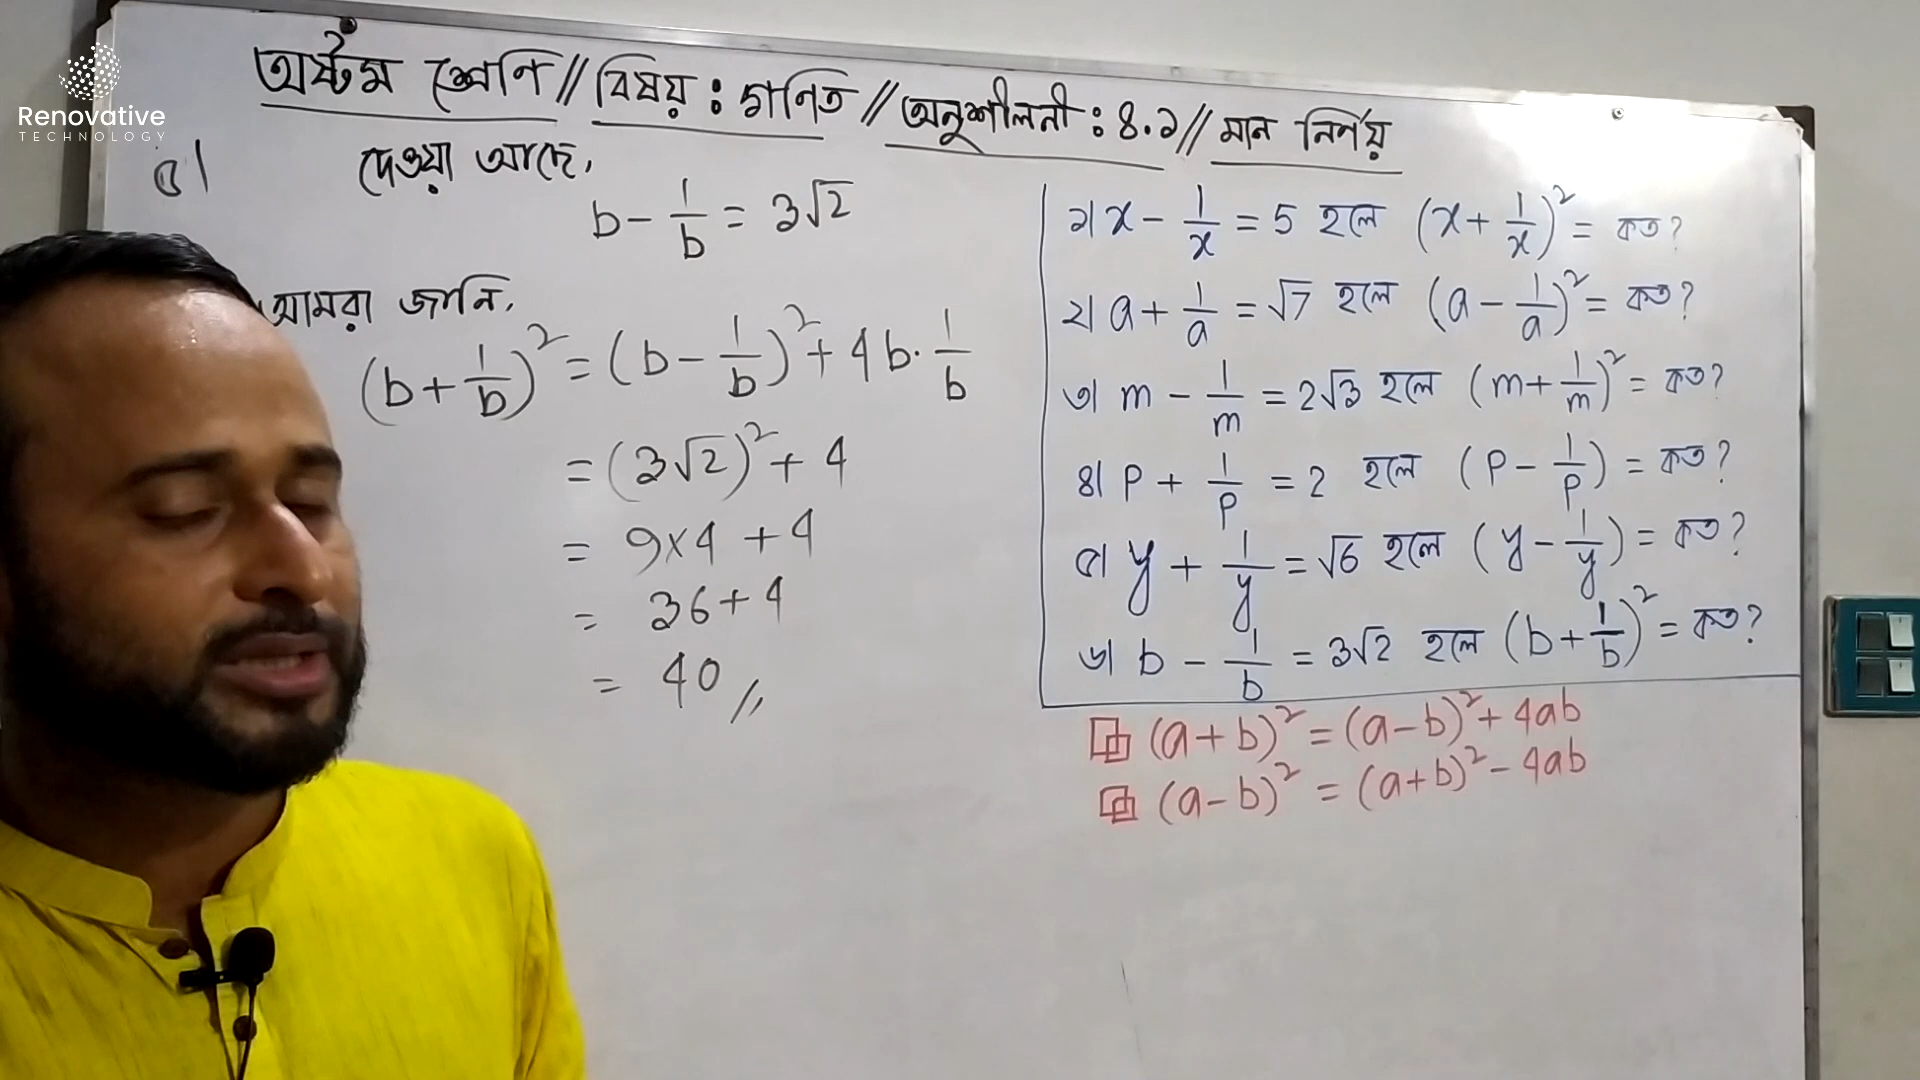 Renovative
TECHNOLOGY
অষ্টম শ্রেণি // বিষয় : গণিত // অনুশীলনী : ৪.১ // মান নির্ণয়
৫। দেওয়া আছে,
b - 1/b = 3√2
আমরা জানি,
(b + 1/b)² = (b - 1/b)² + 4b · 1/b
= (3√2)² + 4
= 9×4 + 4
= 36 + 4
= 40 //
১। x - 1/x = 5 হলে (x + 1/x)² = কত?
২। a + 1/a = √7 হলে (a - 1/a)² = কত?
৩। m - 1/m = 2√3 হলে (m + 1/m)² = কত?
৪। P + 1/P = 2 হলে (P - 1/P) = কত?
৫। y + 1/y = √6 হলে (y - 1/y) = কত?
৬। b - 1/b = 3√2 হলে (b + 1/b)² = কত?
(a+b)² = (a-b)² + 4ab
(a-b)² = (a+b)² - 4ab